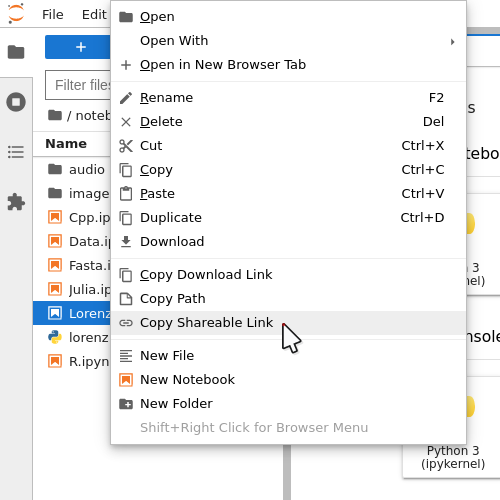 File Edit
Open
Open With
Open in New Browser Tab
Filter files
Rename F2
/ noteb
Delete Del
Name
Cut Ctrl+X
audio
Copy Ctrl+C
image
Paste Ctrl+V
Cpp.ip
Duplicate Ctrl+D
Data.ip
Download
Fasta.i
Copy Download Link
Julia.ip
Copy Path
Lorenz
Copy Shareable Link
lorenz
New File
R.ipyn
New Notebook
New Folder
Shift+Right Click for Browser Menu
s
tebo
3
nel)
nsole
Python 3
(ipykernel)